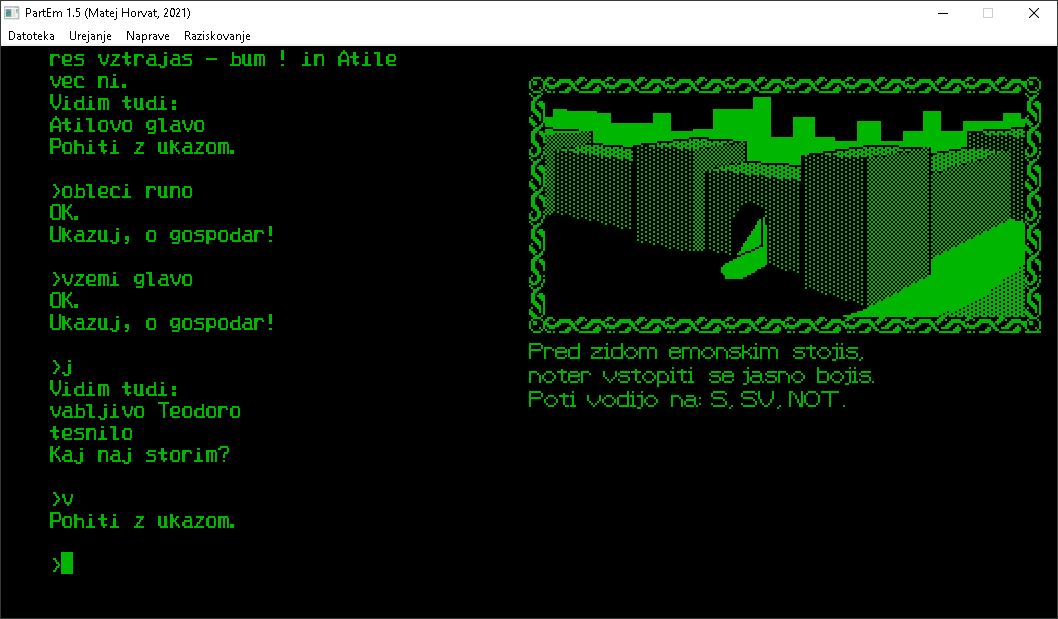 PartEm 1.5 (Matej Horvat, 2021)
Datoteka Urejanje Naprave Raziskovanje
res vztrajas - bum ! in Atile
vec ni.
Vidim tudi:
Atilovo glavo
Pohiti z ukazom.
>obleci runo
OK.
Ukazuj, o gospodar!
>vzemi glavo
OK.
Ukazuj, o gospodar!
>j
Vidim tudi:
vabljivo Teodoro
tesnilo
Kaj naj storim?
>v
Pohiti z ukazom.
>
Pred zidom emonskim stojis,
noter vstopiti se jasno bojis.
Poti vodijo na: S, SV, NOT.